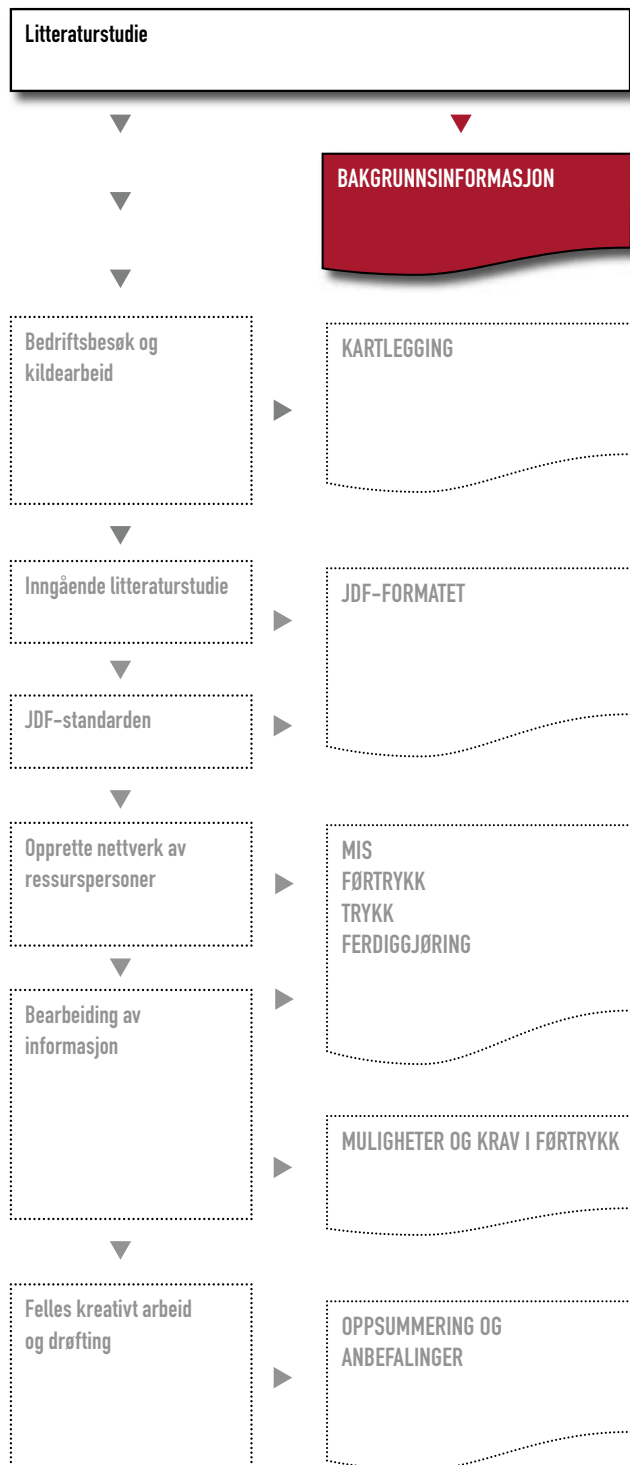 Litteraturstudie
BAKGRUNNSINFORMASJON
Bedriftsbesøk og
kildearbeid
KARTLEGGING
Inngående litteraturstudie
JDF-FORMATET
JDF-standarden
Opprette nettverk av
ressurspersoner
MIS
FØRTRYKK
TRYKK
FERDIGGJØRING
Bearbeiding av
informasjon
MULIGHETER OG KRAV I FØRTRYKK
Felles kreativt arbeid
og drøfting
OPPSUMMERING OG
ANBEFALINGER